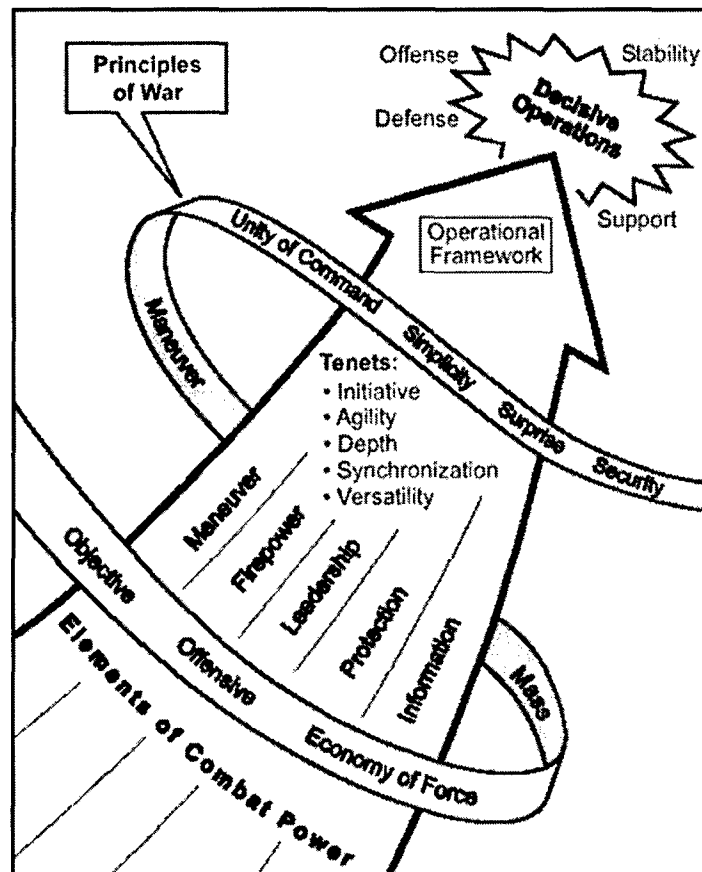 Principles
of War
Offense
Stability
Decisive
Operations
Defense
Support
Operational
Framework
Unity of Command Simplicity Surprise Security
Maneuver
Tenets:
• Initiative
• Agility
• Depth
• Synchronization
• Versatility
Maneuver
Firepower
Leadership
Protection
Information
Mass
Objective Offensive Economy of Force
Elements of Combat Power